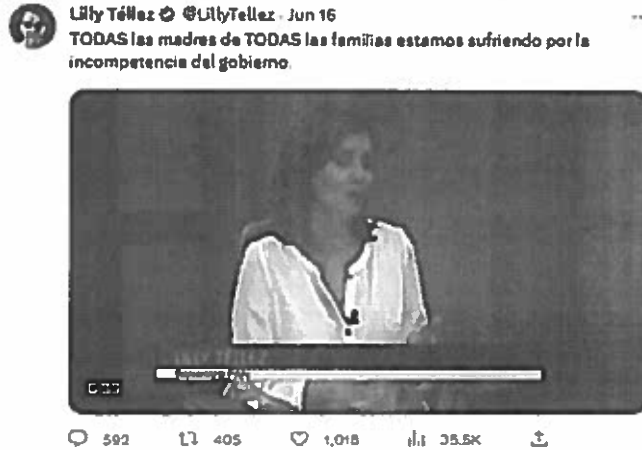 Lilly Téllez @LillyTellez · Jun 16
TODAS las madres de TODAS las familias estamos sufriendo por la
incompetencia del gobierno.
592 405 1,018 35.5K